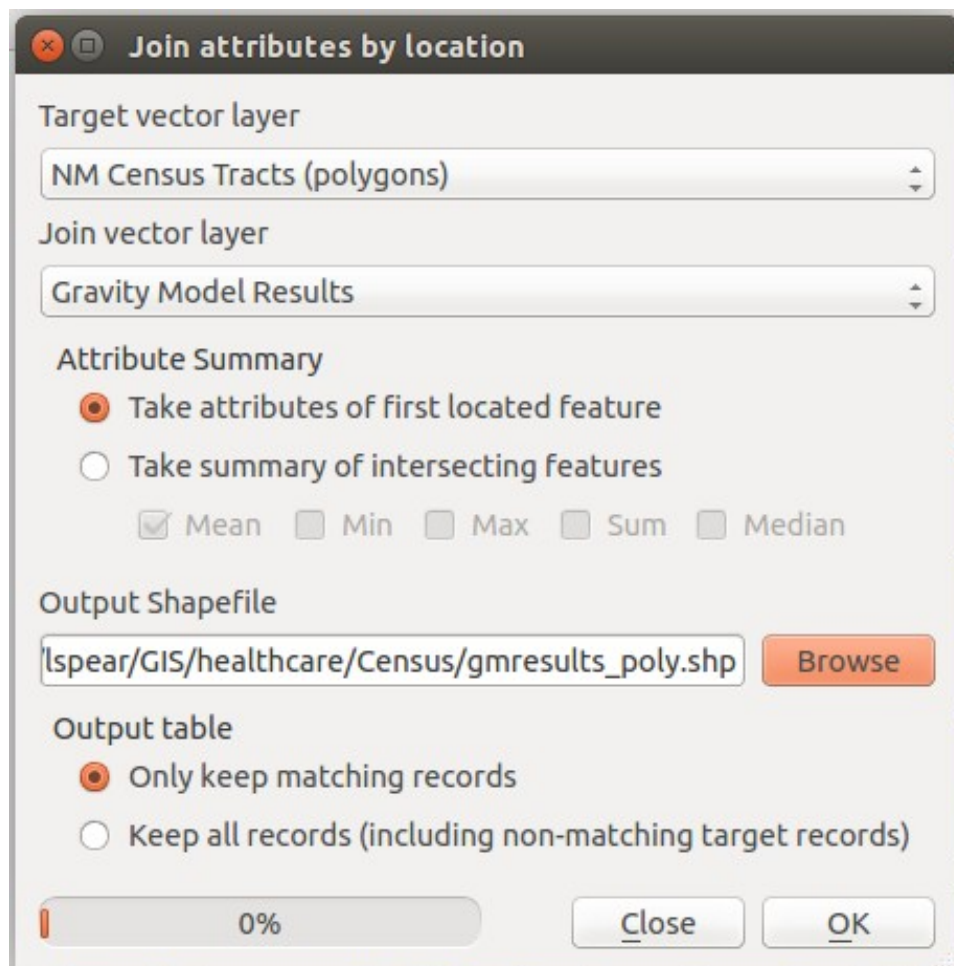 Join attributes by location
Target vector layer
NM Census Tracts (polygons)
Join vector layer
Gravity Model Results
Attribute Summary
Take attributes of first located feature
Take summary of intersecting features
Mean Min Max Sum Median
Output Shapefile
/lspear/GIS/healthcare/Census/gmresults_poly.shp Browse
Output table
Only keep matching records
Keep all records (including non-matching target records)
0% Close OK